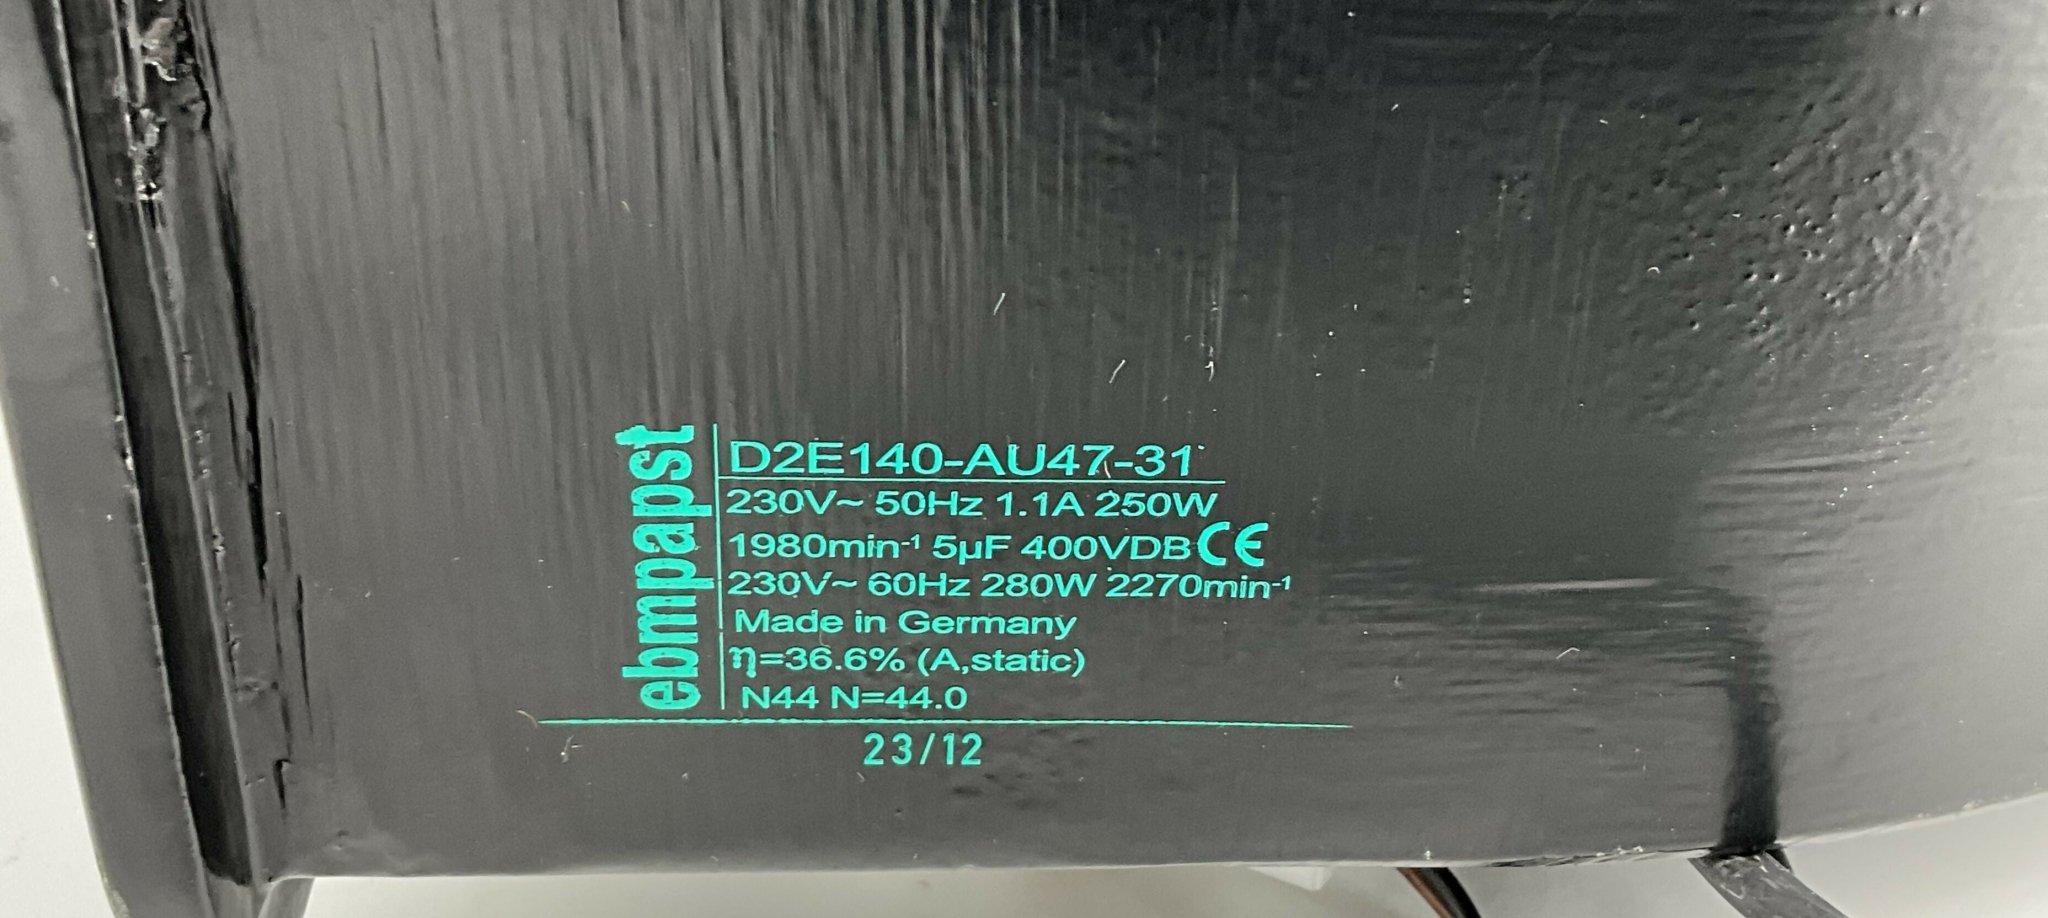 ebmpapst
D2E140-AU47-31
230V~ 50Hz 1.1A 250W
1980min⁻¹ 5µF 400VDB CE
230V~ 60Hz 280W 2270min⁻¹
Made in Germany
η=36.6% (A,static)
N44 N=44.0
23/12